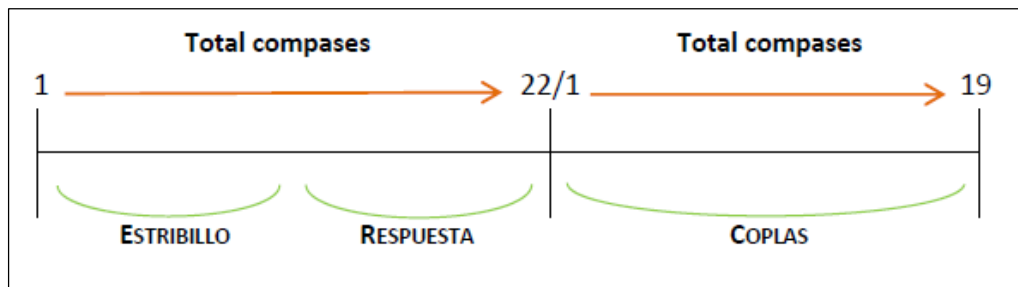 Total compases Total compases
1 22/1 19
ESTRIBILLO RESPUESTA COPLAS